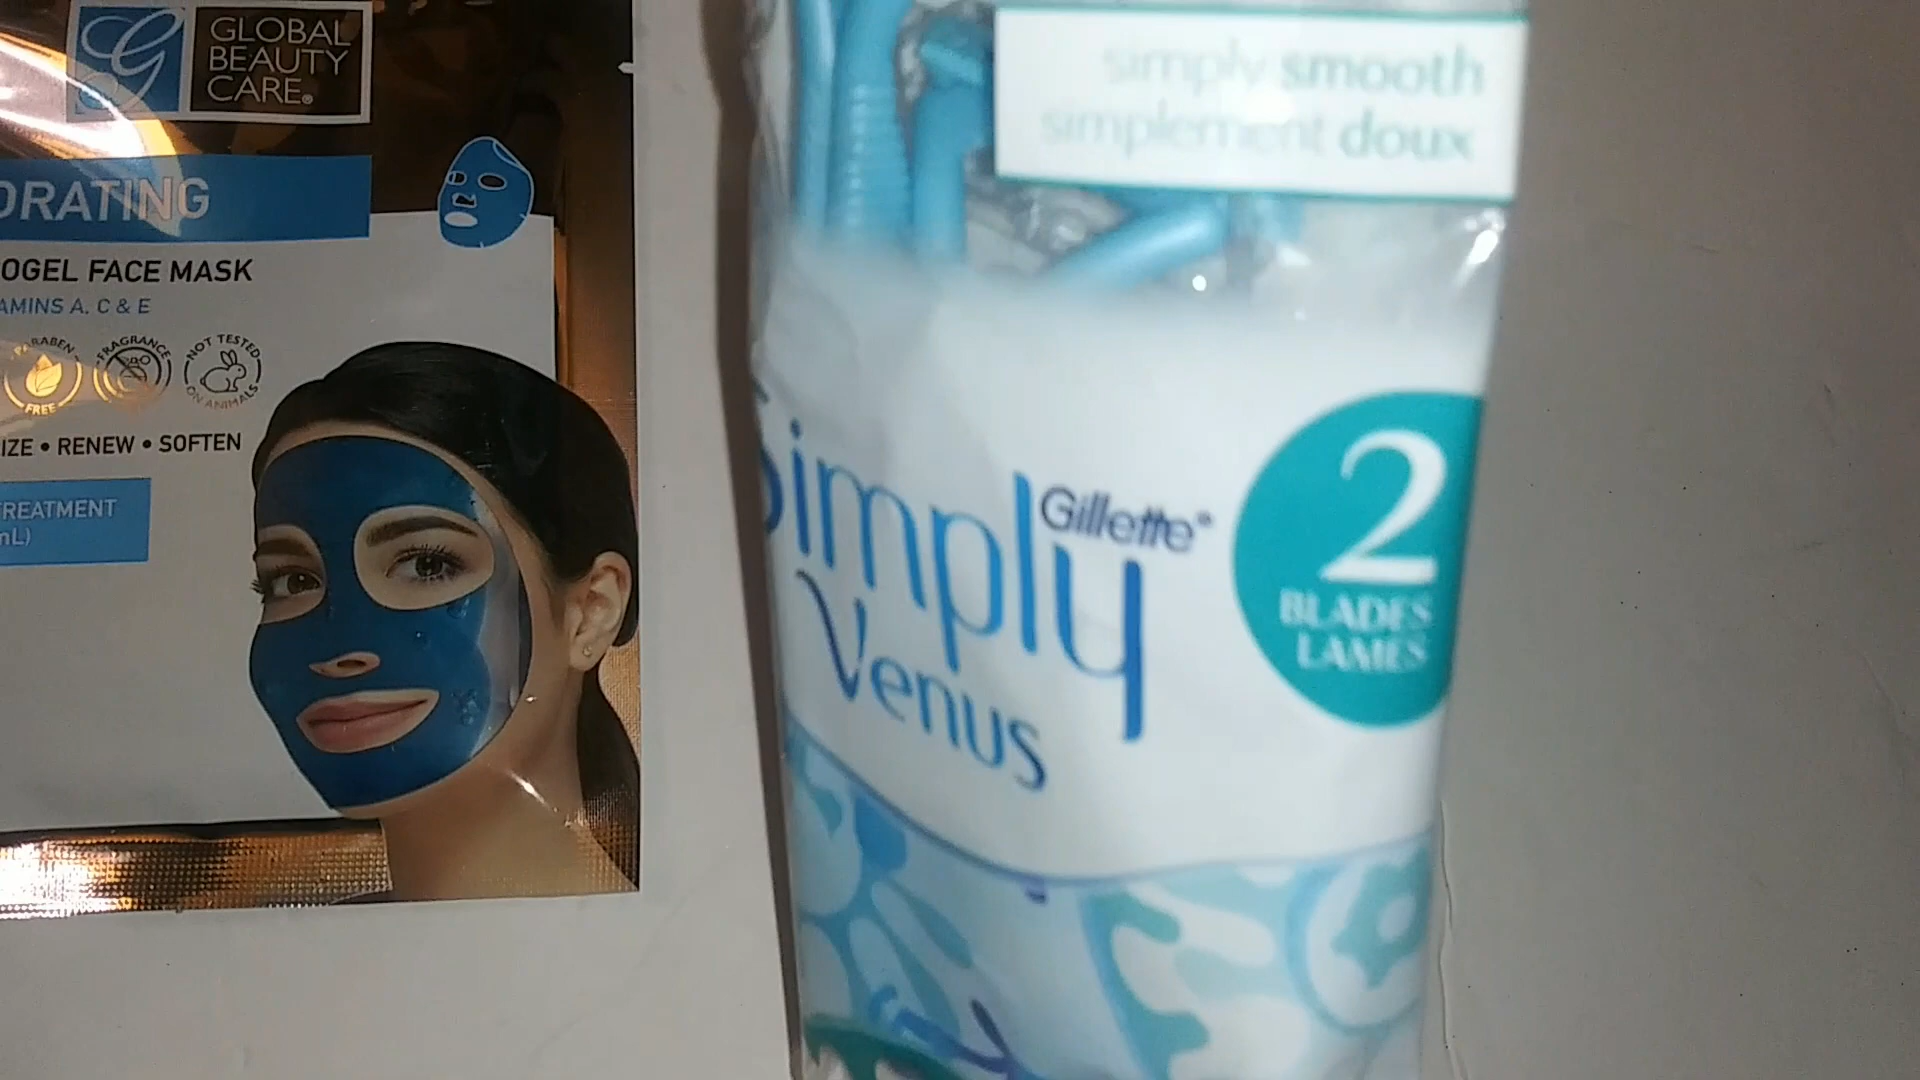 GLOBAL
BEAUTY
CARE®
DRATING
OGEL FACE MASK
AMINS A, C & E
PARABEN
FREE
FRAGRANCE
NOT TESTED
ON ANIMALS
IZE • RENEW • SOFTEN
TREATMENT
mL)
simply smooth
simplement doux
Simply
Gillette®
Venus
2
BLADES
LAMES